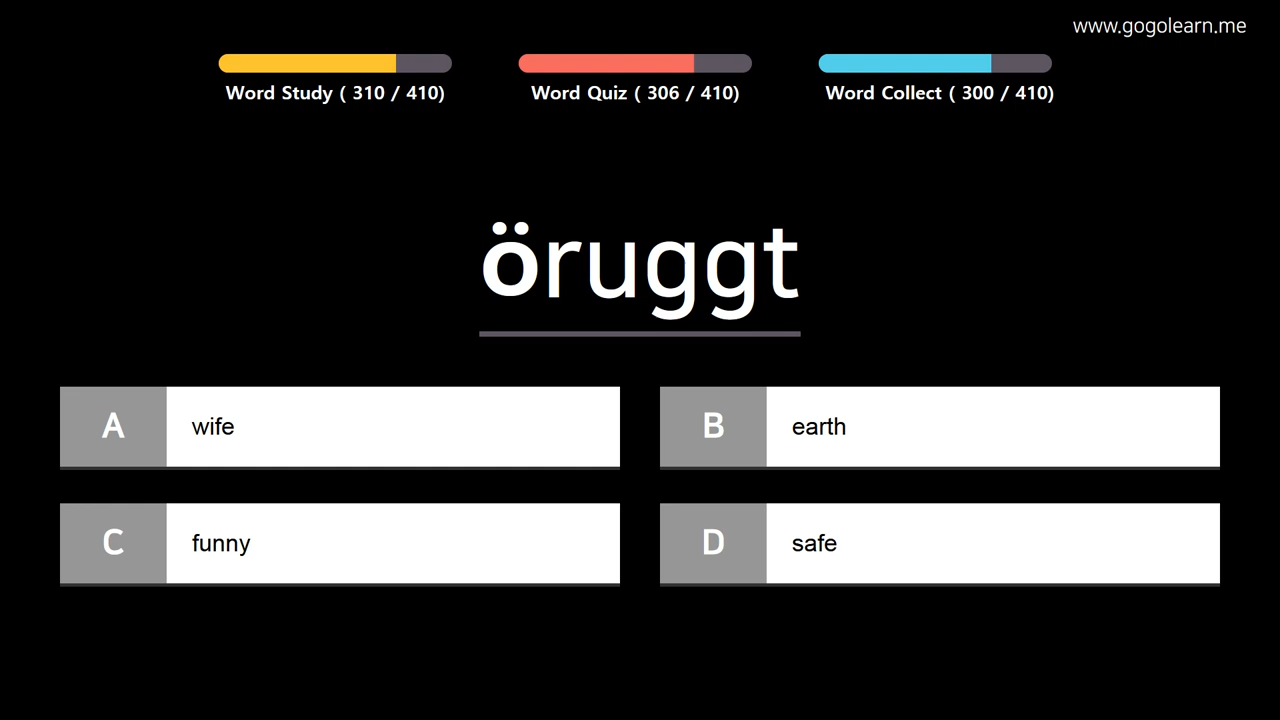 www.gogolearn.me
Word Study ( 310 / 410)
Word Quiz ( 306 / 410)
Word Collect ( 300 / 410)
öruggt
A wife
B earth
C funny
D safe